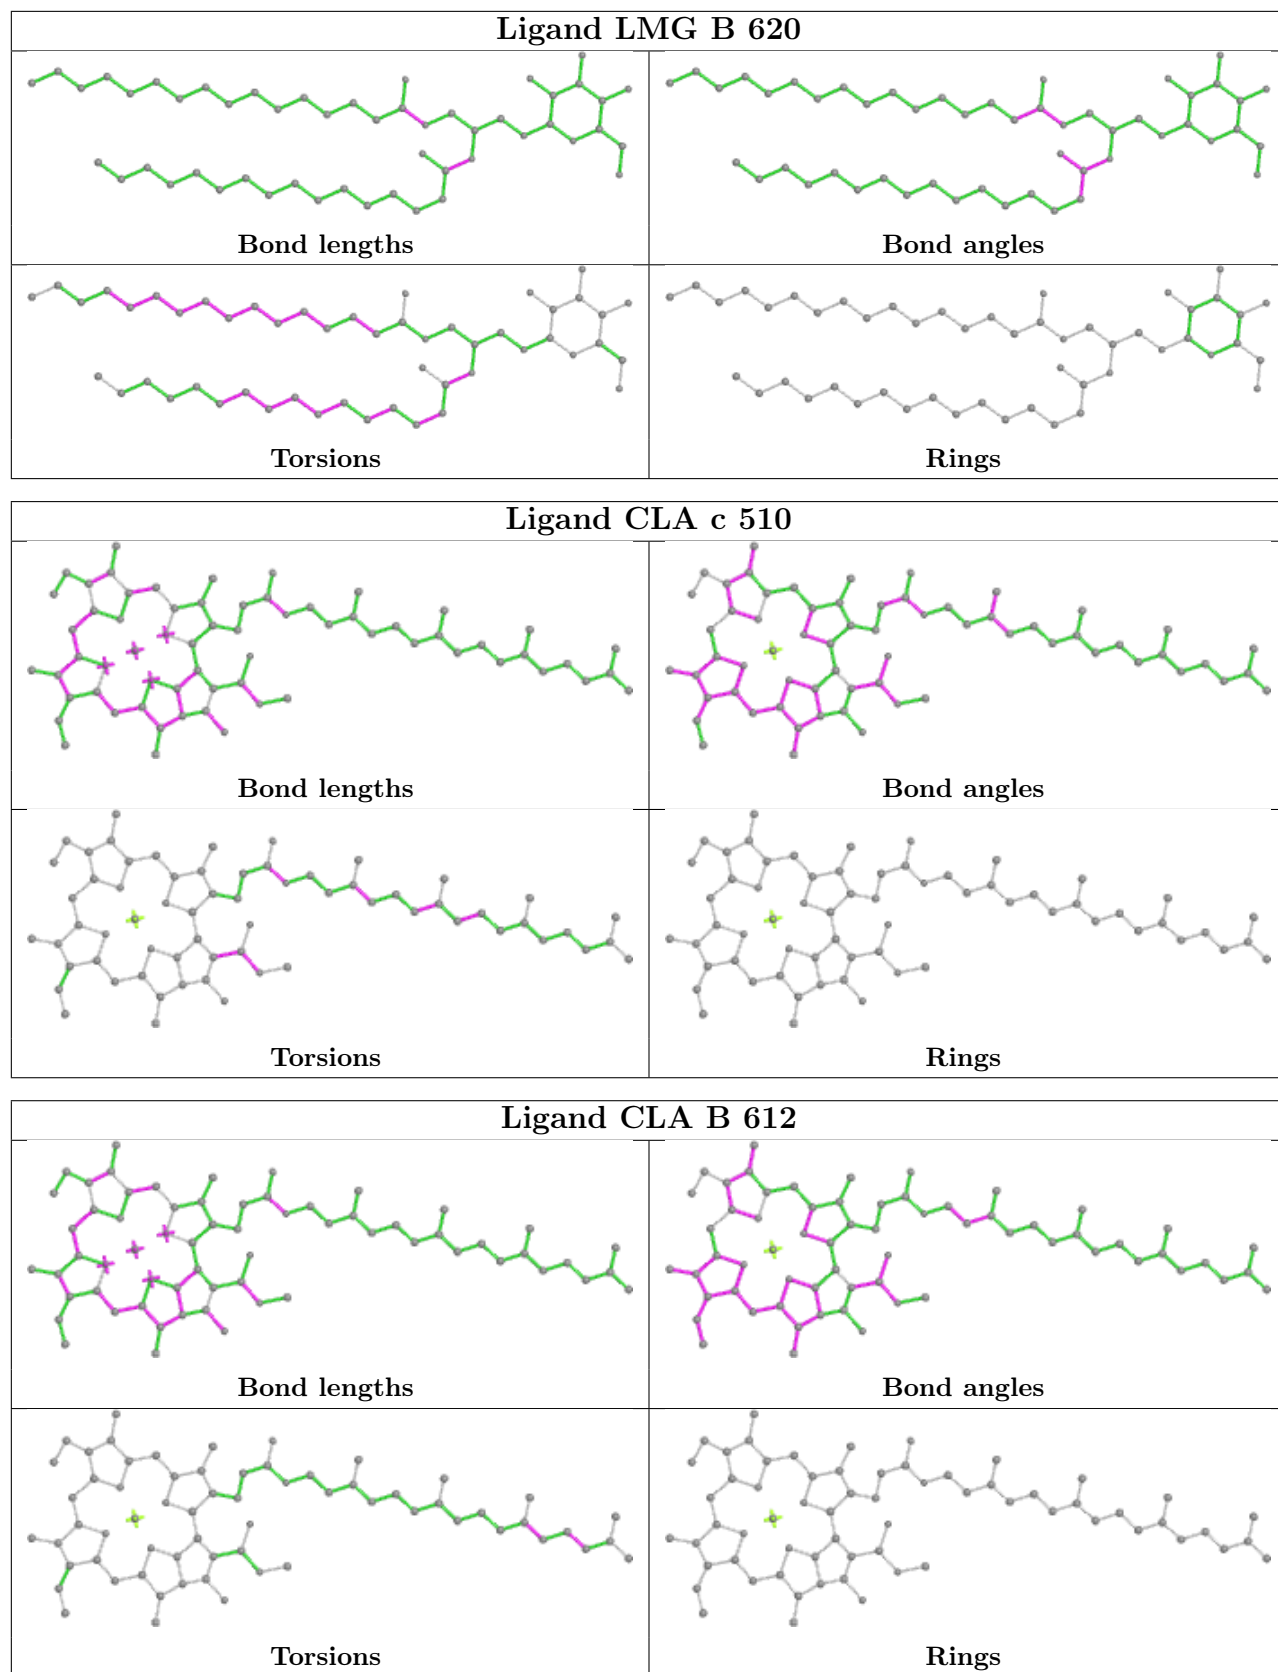 Ligand LMG B 620
Bond lengths
Bond angles
Torsions
Rings
Ligand CLA c 510
Bond lengths
Bond angles
Torsions
Rings
Ligand CLA B 612
Bond lengths
Bond angles
Torsions
Rings